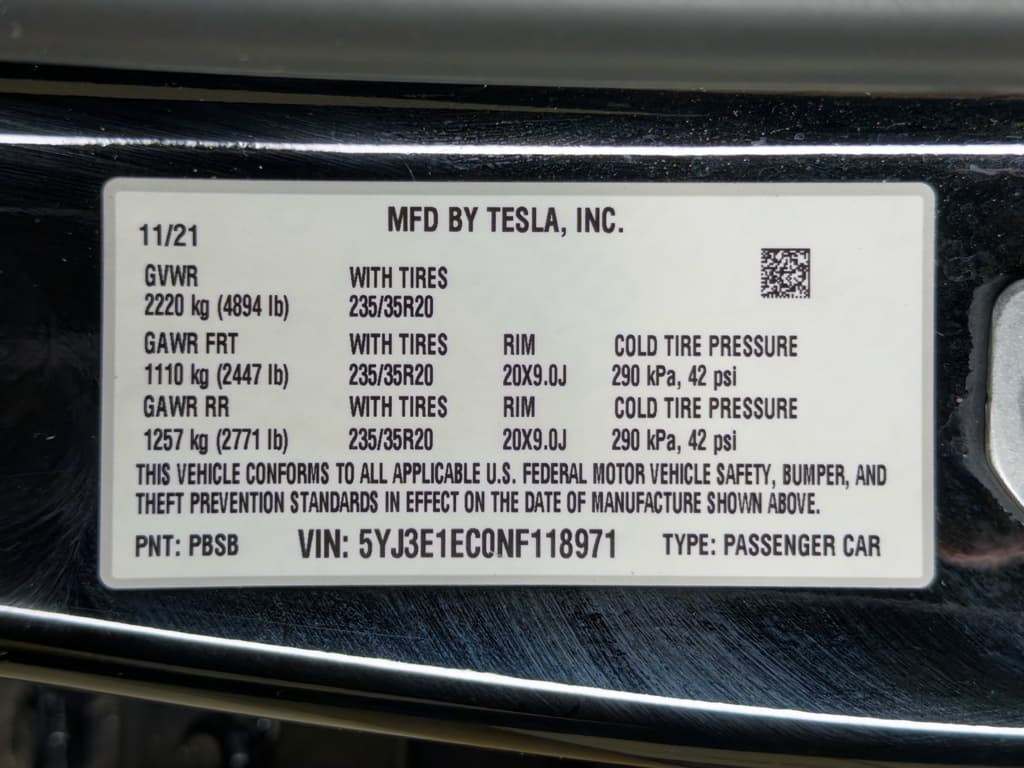 MFD BY TESLA, INC.
11/21
GVWR WITH TIRES
2220 kg (4894 lb) 235/35R20
GAWR FRT WITH TIRES RIM COLD TIRE PRESSURE
1110 kg (2447 lb) 235/35R20 20X9.0J 290 kPa, 42 psi
GAWR RR WITH TIRES RIM COLD TIRE PRESSURE
1257 kg (2771 lb) 235/35R20 20X9.0J 290 kPa, 42 psi
THIS VEHICLE CONFORMS TO ALL APPLICABLE U.S. FEDERAL MOTOR VEHICLE SAFETY, BUMPER, AND
THEFT PREVENTION STANDARDS IN EFFECT ON THE DATE OF MANUFACTURE SHOWN ABOVE.
PNT: PBSB VIN: 5YJ3E1EC0NF118971 TYPE: PASSENGER CAR